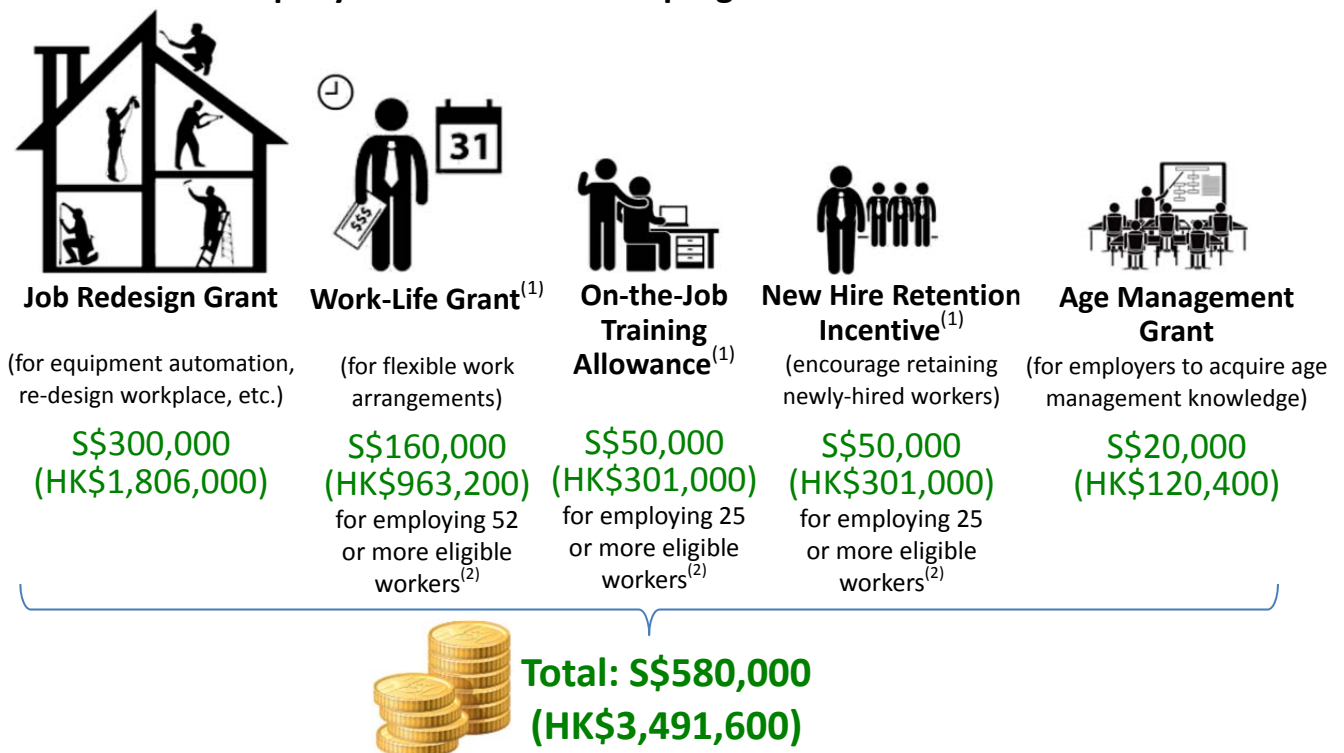 31
$$$
Job Redesign Grant
(for equipment automation,
re-design workplace, etc.)
S$300,000
(HK$1,806,000)
Work-Life Grant(1)
(for flexible work
arrangements)
S$160,000
(HK$963,200)
for employing 52
or more eligible
workers(2)
On-the-Job
Training
Allowance(1)
S$50,000
(HK$301,000)
for employing 25
or more eligible
workers(2)
New Hire Retention
Incentive(1)
(encourage retaining
newly-hired workers)
S$50,000
(HK$301,000)
for employing 25
or more eligible
workers(2)
Age Management
Grant
(for employers to acquire age
management knowledge)
S$20,000
(HK$120,400)
Total: S$580,000
(HK$3,491,600)